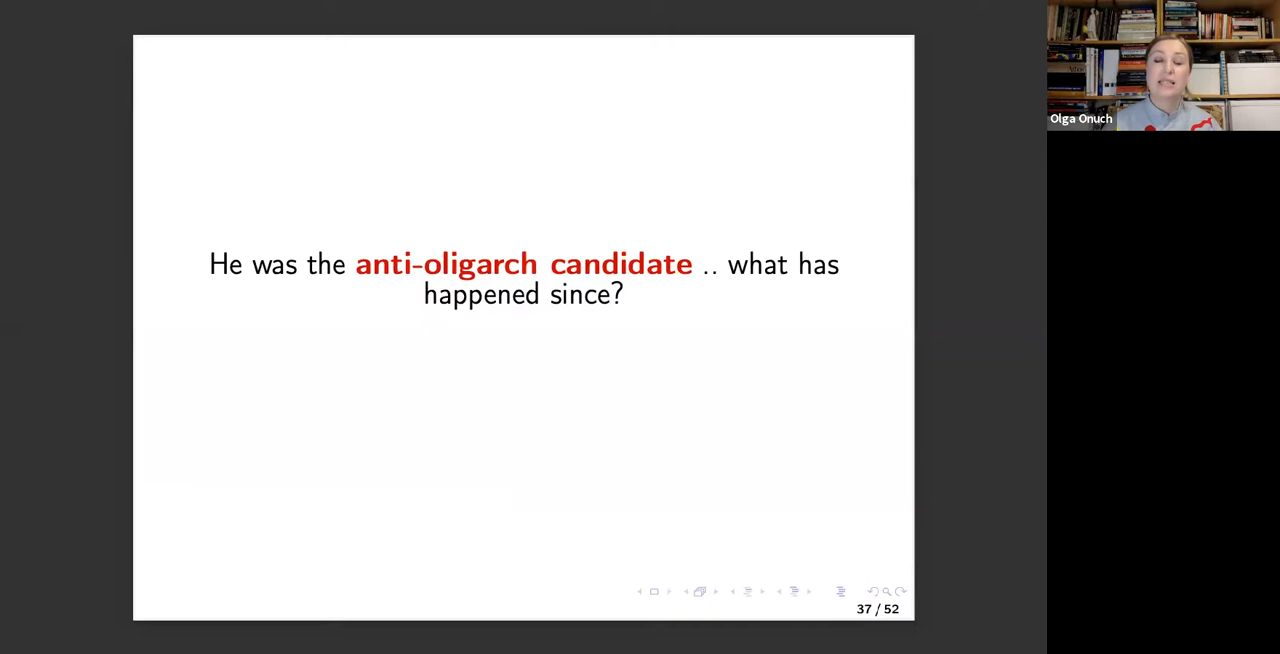 He was the anti-oligarch candidate .. what has
happened since?
37 / 52
Olga Onuch